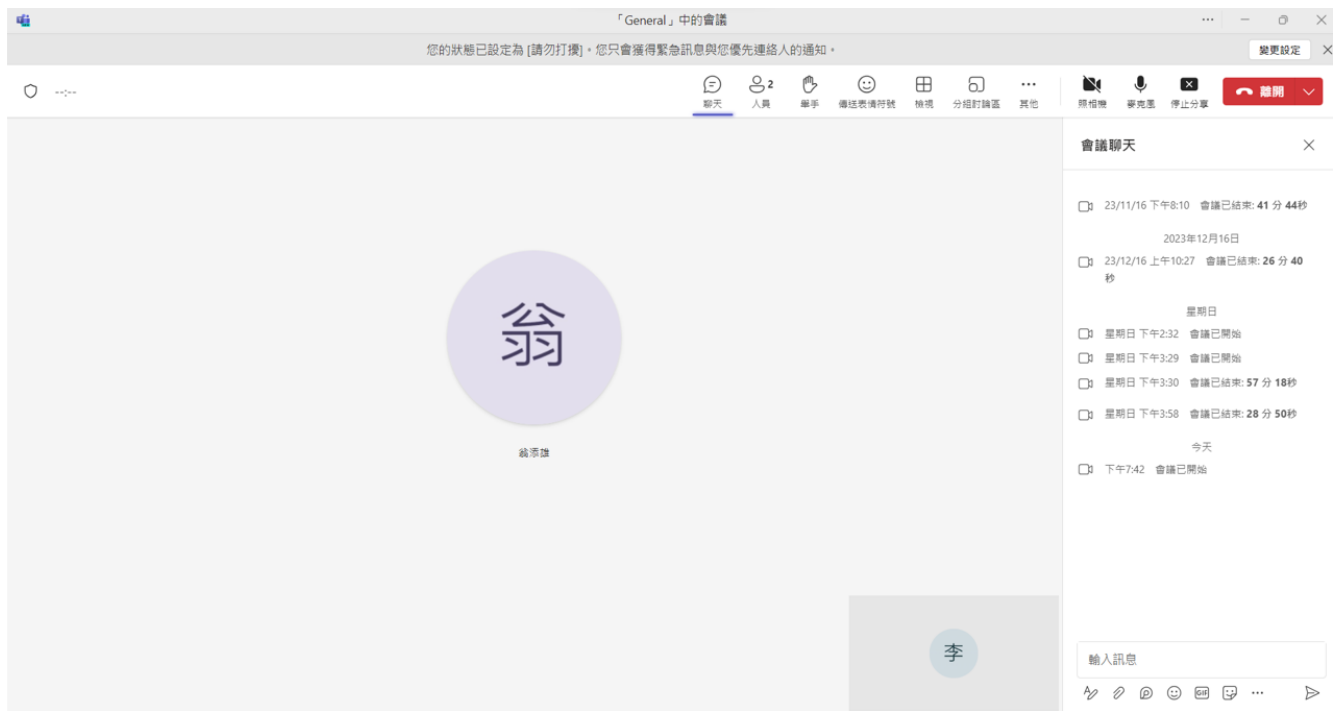 「General」中的會議
您的狀態已設定為 [請勿打擾]。您只會獲得緊急訊息與您優先連絡人的通知。
變更設定
--:--
聊天
2
人員
舉手
傳送表情符號
檢視
分組討論區
其他
照相機
麥克風
停止分享
離開
會議聊天
23/11/16 下午8:10 會議已結束: 41 分 44秒
2023年12月16日
23/12/16 上午10:27 會議已結束: 26 分 40
秒
星期日
星期日 下午2:32 會議已開始
星期日 下午3:29 會議已開始
星期日 下午3:30 會議已結束: 57 分 18秒
星期日 下午3:58 會議已結束: 28 分 50秒
今天
下午7:42 會議已開始
翁
翁添雄
李
輸入訊息
GIF